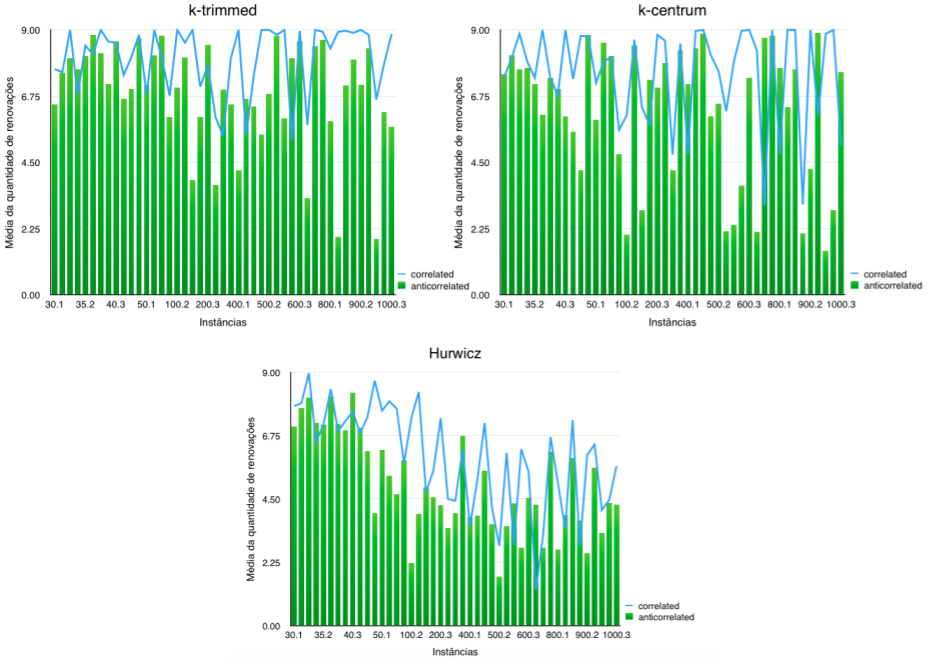 k-trimmed
Média da quantidade de renovações
9.00
6.75
4.50
2.25
0.00
30.1 35.2 40.3 50.1 100.2 200.3 400.1 500.2 600.3 800.1 900.2 1000.3
Instâncias
correlated
anticorrelated
k-centrum
Média da quantidade de renovações
9.00
6.75
4.50
2.25
0.00
30.1 35.2 40.3 50.1 100.2 200.3 400.1 500.2 600.3 800.1 900.2 1000.3
Instâncias
correlated
anticorrelated
Hurwicz
Média da quantidade de renovações
9.00
6.75
4.50
2.25
0.00
30.1 35.2 40.3 50.1 100.2 200.3 400.1 500.2 600.3 800.1 900.2 1000.3
Instâncias
correlated
anticorrelated